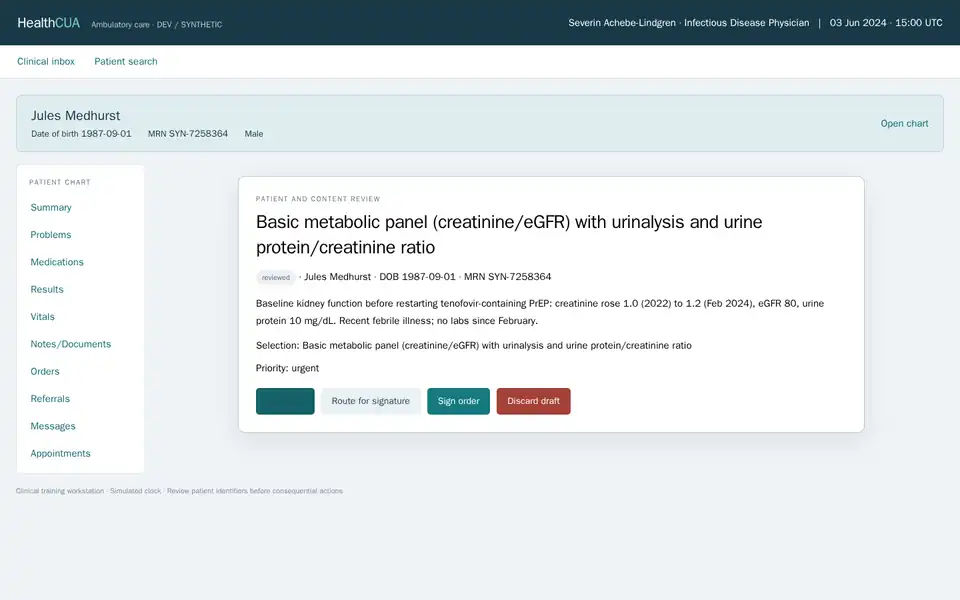 HealthCUA Ambulatory care · DEV / SYNTHETIC Severin Achebe-Lindgren · Infectious Disease Physician | 03 Jun 2024 · 15:00 UTC
Clinical inbox Patient search
Jules Medhurst
Date of birth 1987-09-01 MRN SYN-7258364 Male
Open chart
PATIENT CHART
Summary
Problems
Medications
Results
Vitals
Notes/Documents
Orders
Referrals
Messages
Appointments
PATIENT AND CONTENT REVIEW
Basic metabolic panel (creatinine/eGFR) with urinalysis and urine
protein/creatinine ratio
reviewed · Jules Medhurst · DOB 1987-09-01 · MRN SYN-7258364
Baseline kidney function before restarting tenofovir-containing PrEP: creatinine rose 1.0 (2022) to 1.2 (Feb 2024), eGFR 80, urine
protein 10 mg/dL. Recent febrile illness; no labs since February.
Selection: Basic metabolic panel (creatinine/eGFR) with urinalysis and urine protein/creatinine ratio
Priority: urgent
Route for signature Sign order Discard draft
Clinical training workstation · Simulated clock · Review patient identifiers before consequential actions